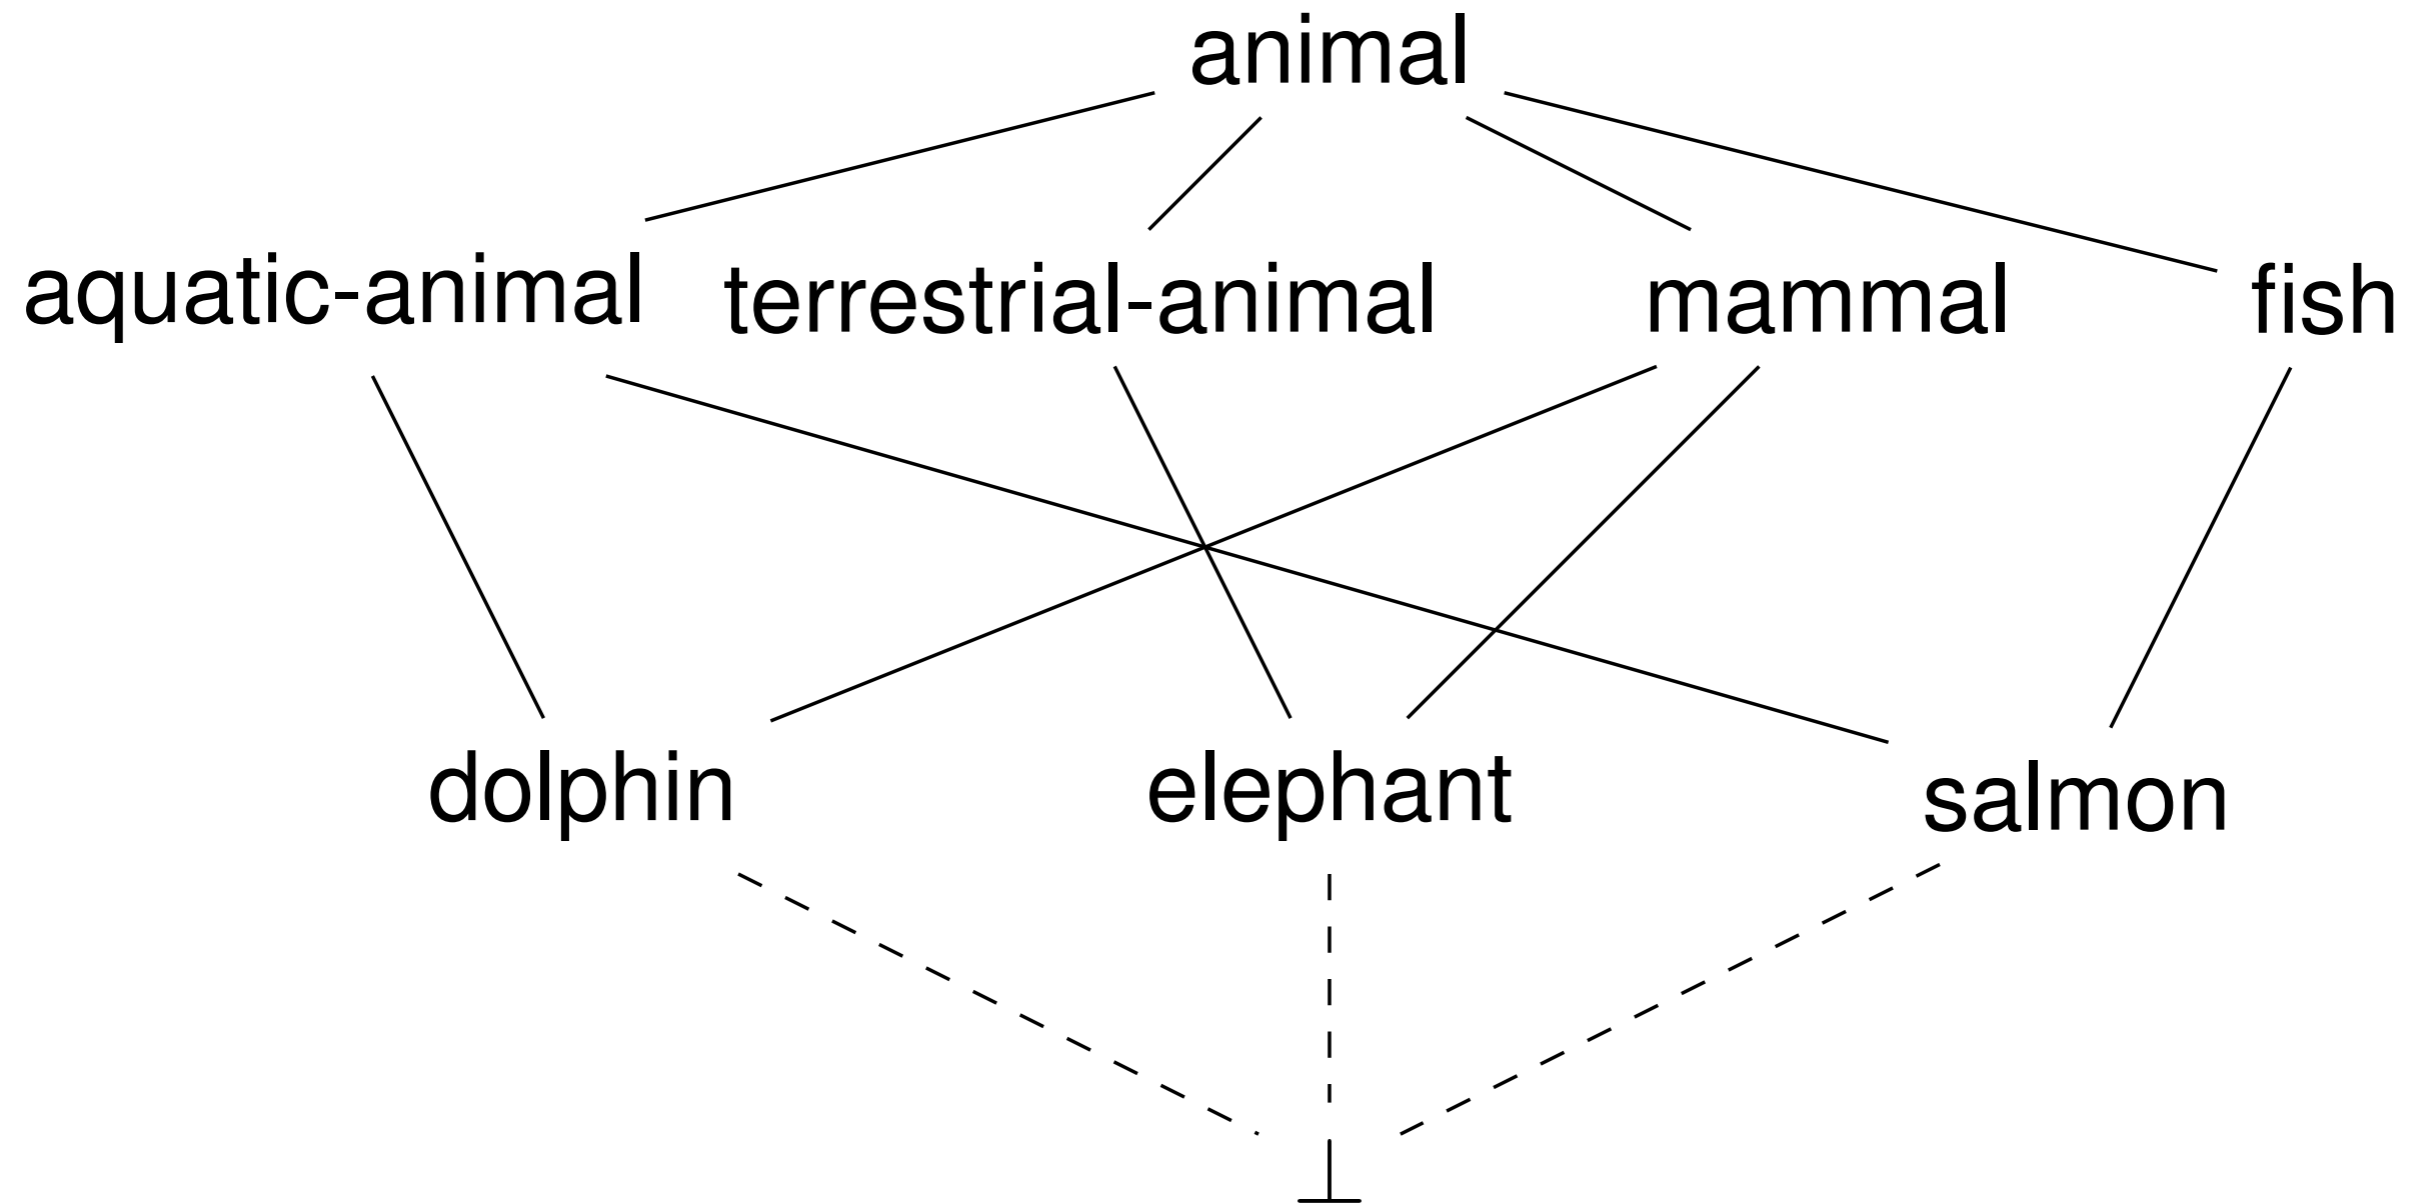 animal
aquatic-animal terrestrial-animal mammal fish
dolphin elephant salmon
⊥